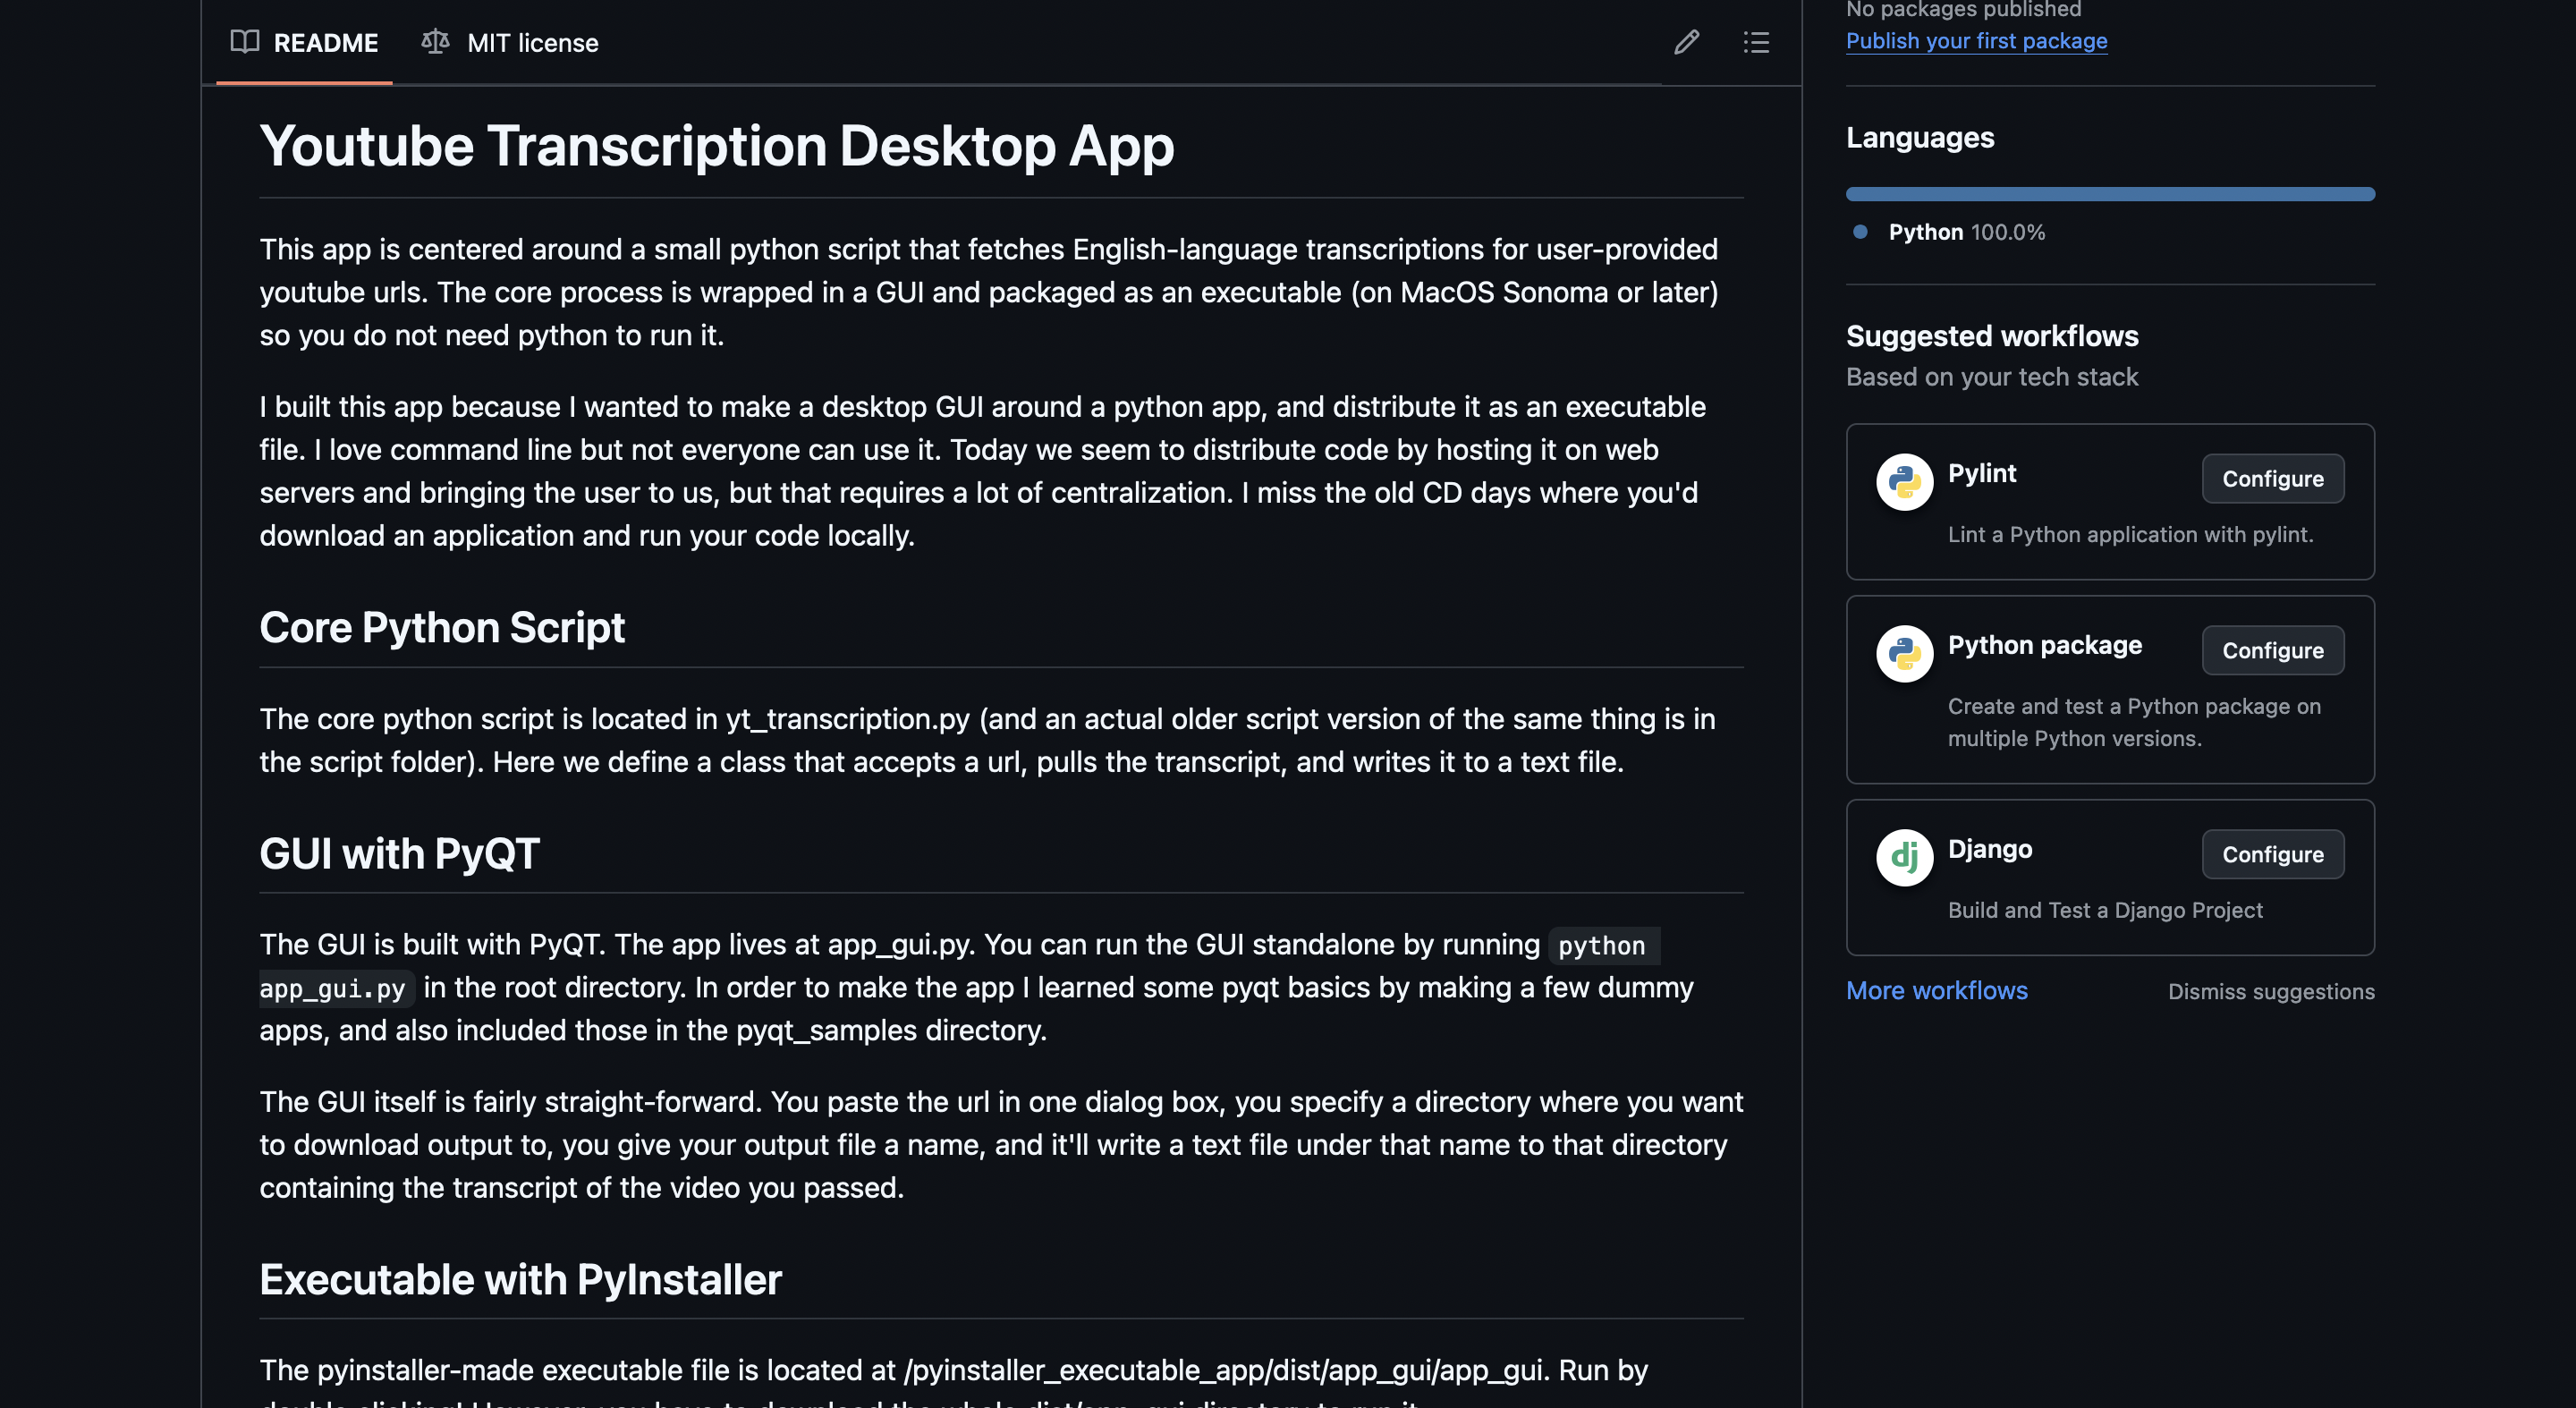 README
MIT license
Youtube Transcription Desktop App
This app is centered around a small python script that fetches English-language transcriptions for user-provided
youtube urls. The core process is wrapped in a GUI and packaged as an executable (on MacOS Sonoma or later)
so you do not need python to run it.
I built this app because I wanted to make a desktop GUI around a python app, and distribute it as an executable
file. I love command line but not everyone can use it. Today we seem to distribute code by hosting it on web
servers and bringing the user to us, but that requires a lot of centralization. I miss the old CD days where you'd
download an application and run your code locally.
Core Python Script
The core python script is located in yt_transcription.py (and an actual older script version of the same thing is in
the script folder). Here we define a class that accepts a url, pulls the transcript, and writes it to a text file.
GUI with PyQT
The GUI is built with PyQT. The app lives at app_gui.py. You can run the GUI standalone by running python
app_gui.py in the root directory. In order to make the app I learned some pyqt basics by making a few dummy
apps, and also included those in the pyqt_samples directory.
The GUI itself is fairly straight-forward. You paste the url in one dialog box, you specify a directory where you want
to download output to, you give your output file a name, and it'll write a text file under that name to that directory
containing the transcript of the video you passed.
Executable with PyInstaller
The pyinstaller-made executable file is located at /pyinstaller_executable_app/dist/app_gui/app_gui. Run by
double clicking! However, you have to download the whole dist/app_gui directory to run it.
No packages published
Publish your first package
Languages
Python 100.0%
Suggested workflows
Based on your tech stack
Pylint
Configure
Lint a Python application with pylint.
Python package
Configure
Create and test a Python package on
multiple Python versions.
dj
Django
Configure
Build and Test a Django Project
More workflows
Dismiss suggestions